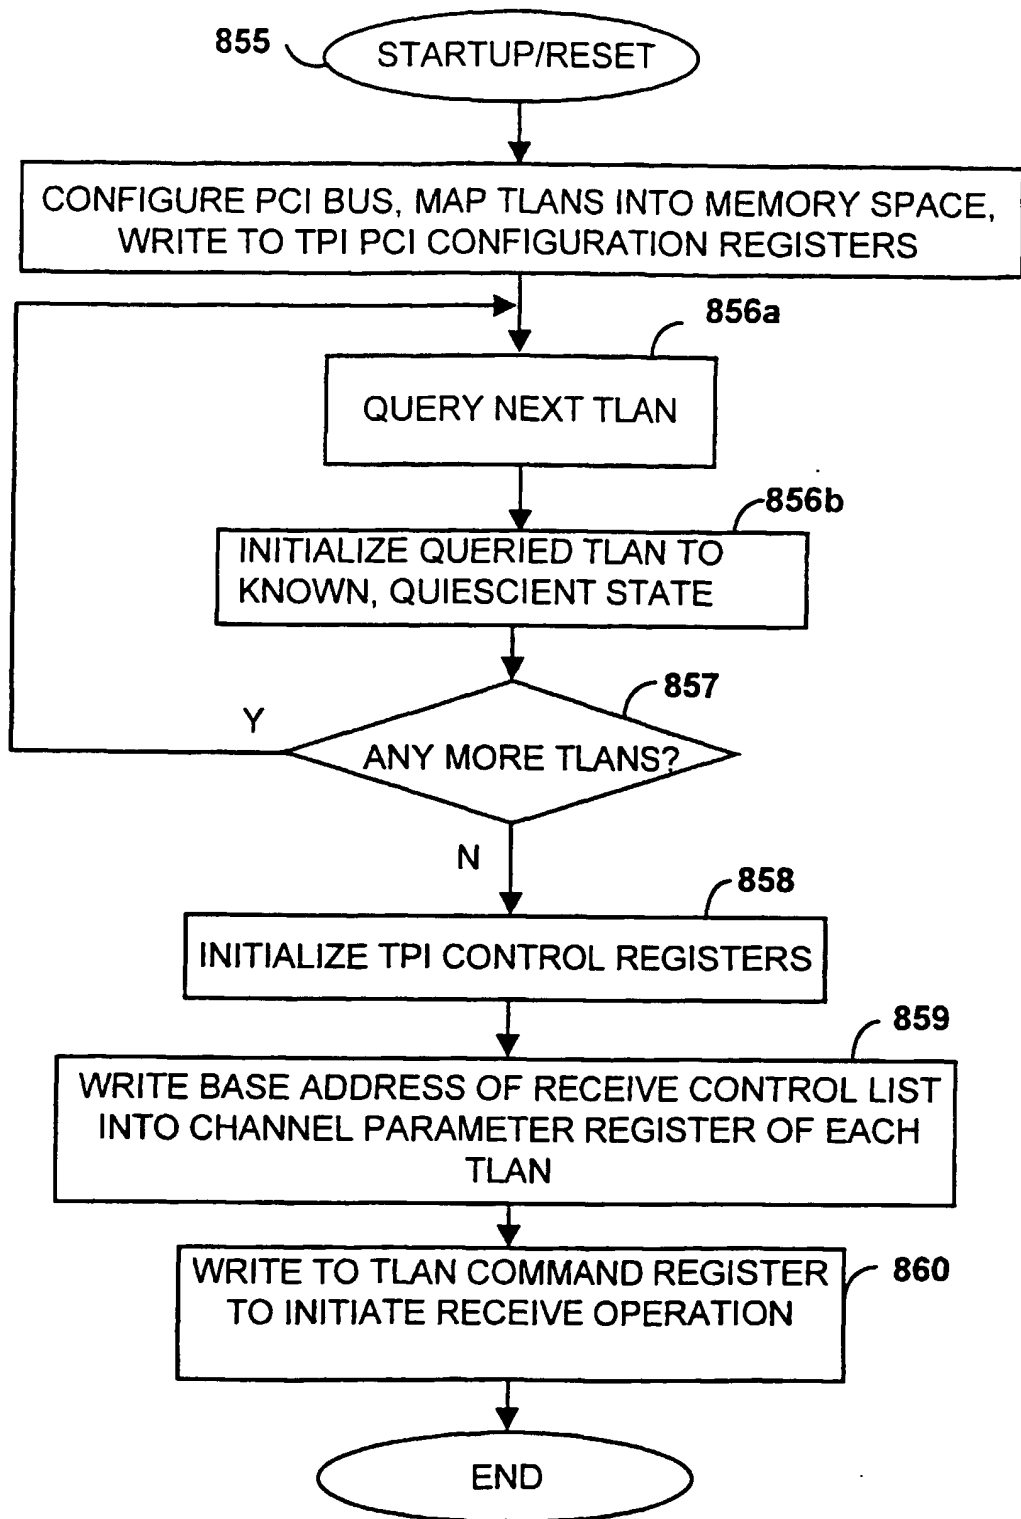 855
STARTUP/RESET
CONFIGURE PCI BUS, MAP TLANS INTO MEMORY SPACE,
WRITE TO TPI PCI CONFIGURATION REGISTERS
856a
QUERY NEXT TLAN
856b
INITIALIZE QUERIED TLAN TO
KNOWN, QUIESCIENT STATE
857
Y
ANY MORE TLANS?
N
858
INITIALIZE TPI CONTROL REGISTERS
859
WRITE BASE ADDRESS OF RECEIVE CONTROL LIST
INTO CHANNEL PARAMETER REGISTER OF EACH
TLAN
WRITE TO TLAN COMMAND REGISTER
TO INITIATE RECEIVE OPERATION
860
END